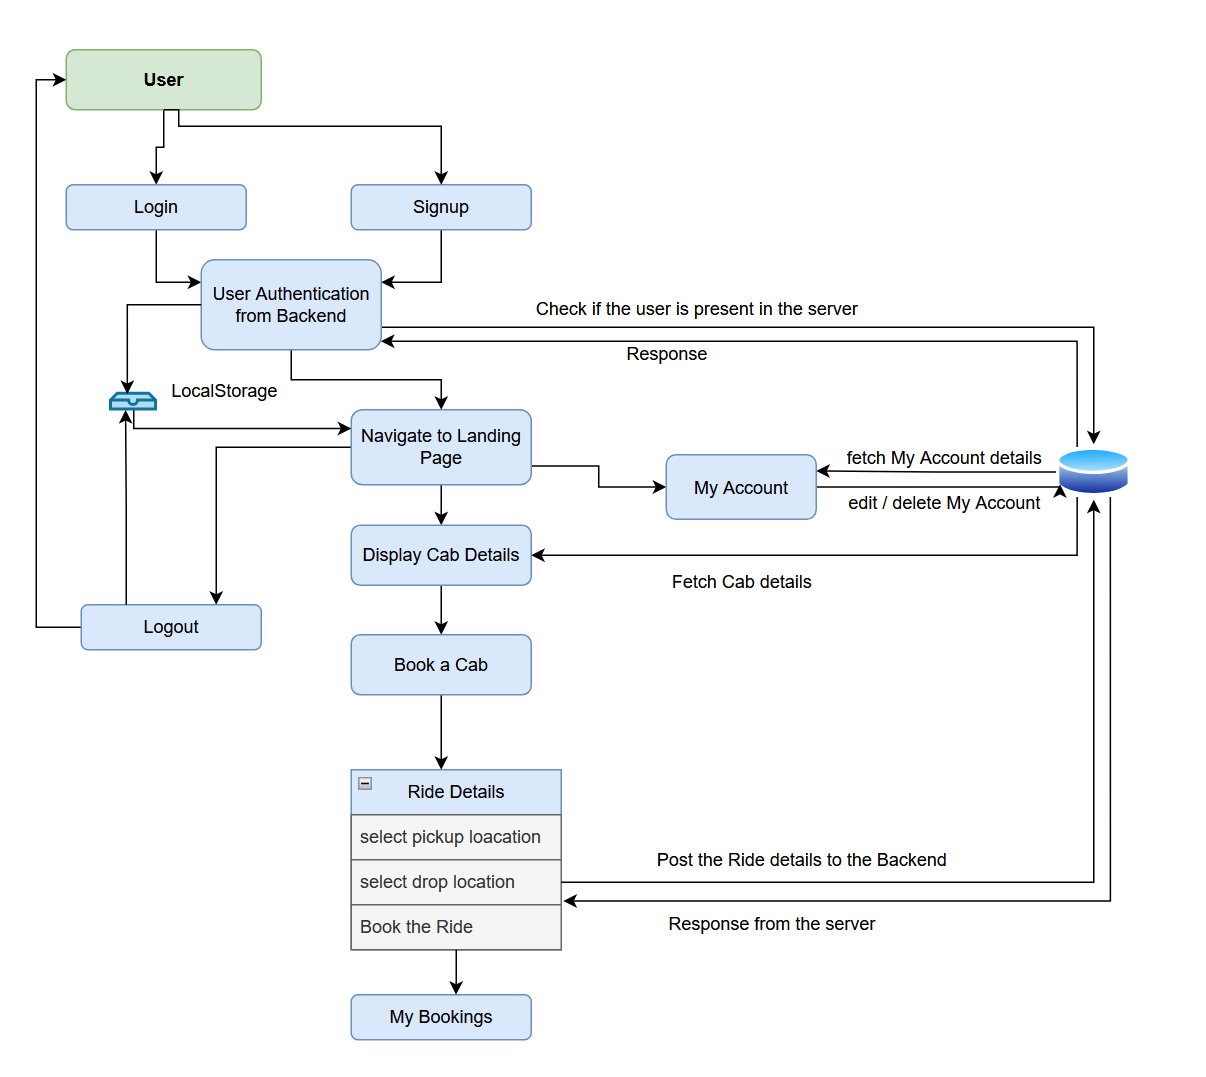 User
Login
Signup
User Authentication
from Backend
Check if the user is present in the server
Response
LocalStorage
Navigate to Landing
Page
fetch My Account details
My Account
edit / delete My Account
Display Cab Details
Fetch Cab details
Logout
Book a Cab
Ride Details
select pickup loacation
Post the Ride details to the Backend
select drop location
Book the Ride
Response from the server
My Bookings